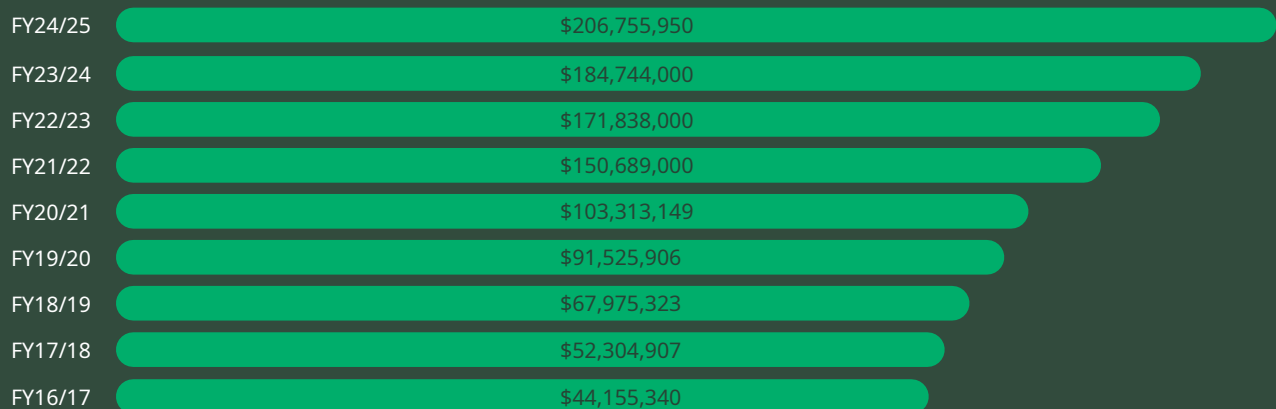 FY24/25 $206,755,950
FY23/24 $184,744,000
FY22/23 $171,838,000
FY21/22 $150,689,000
FY20/21 $103,313,149
FY19/20 $91,525,906
FY18/19 $67,975,323
FY17/18 $52,304,907
FY16/17 $44,155,340